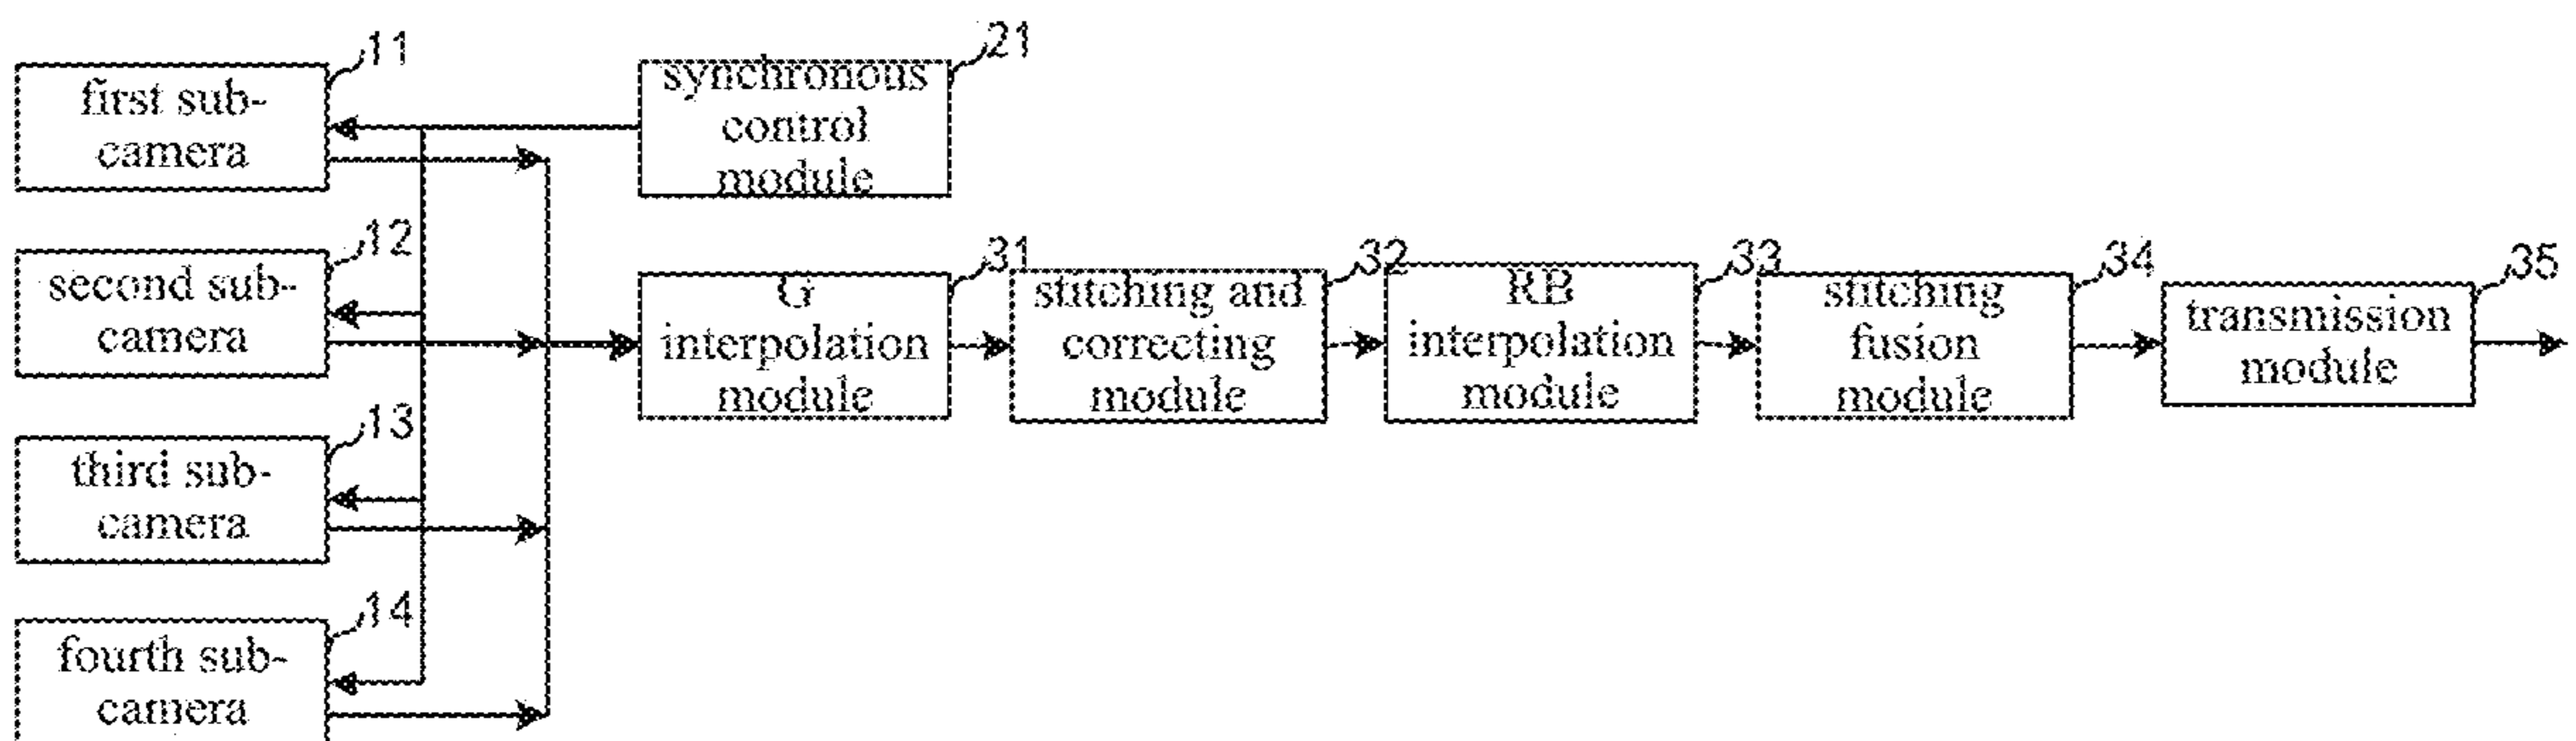 11
first sub-
camera
21
synchronous
control
module
12
second sub-
camera
31
G
interpolation
module
32
stitching and
correcting
module
33
RB
interpolation
module
34
stitching
fusion
module
35
transmission
module
13
third sub-
camera
14
fourth sub-
camera